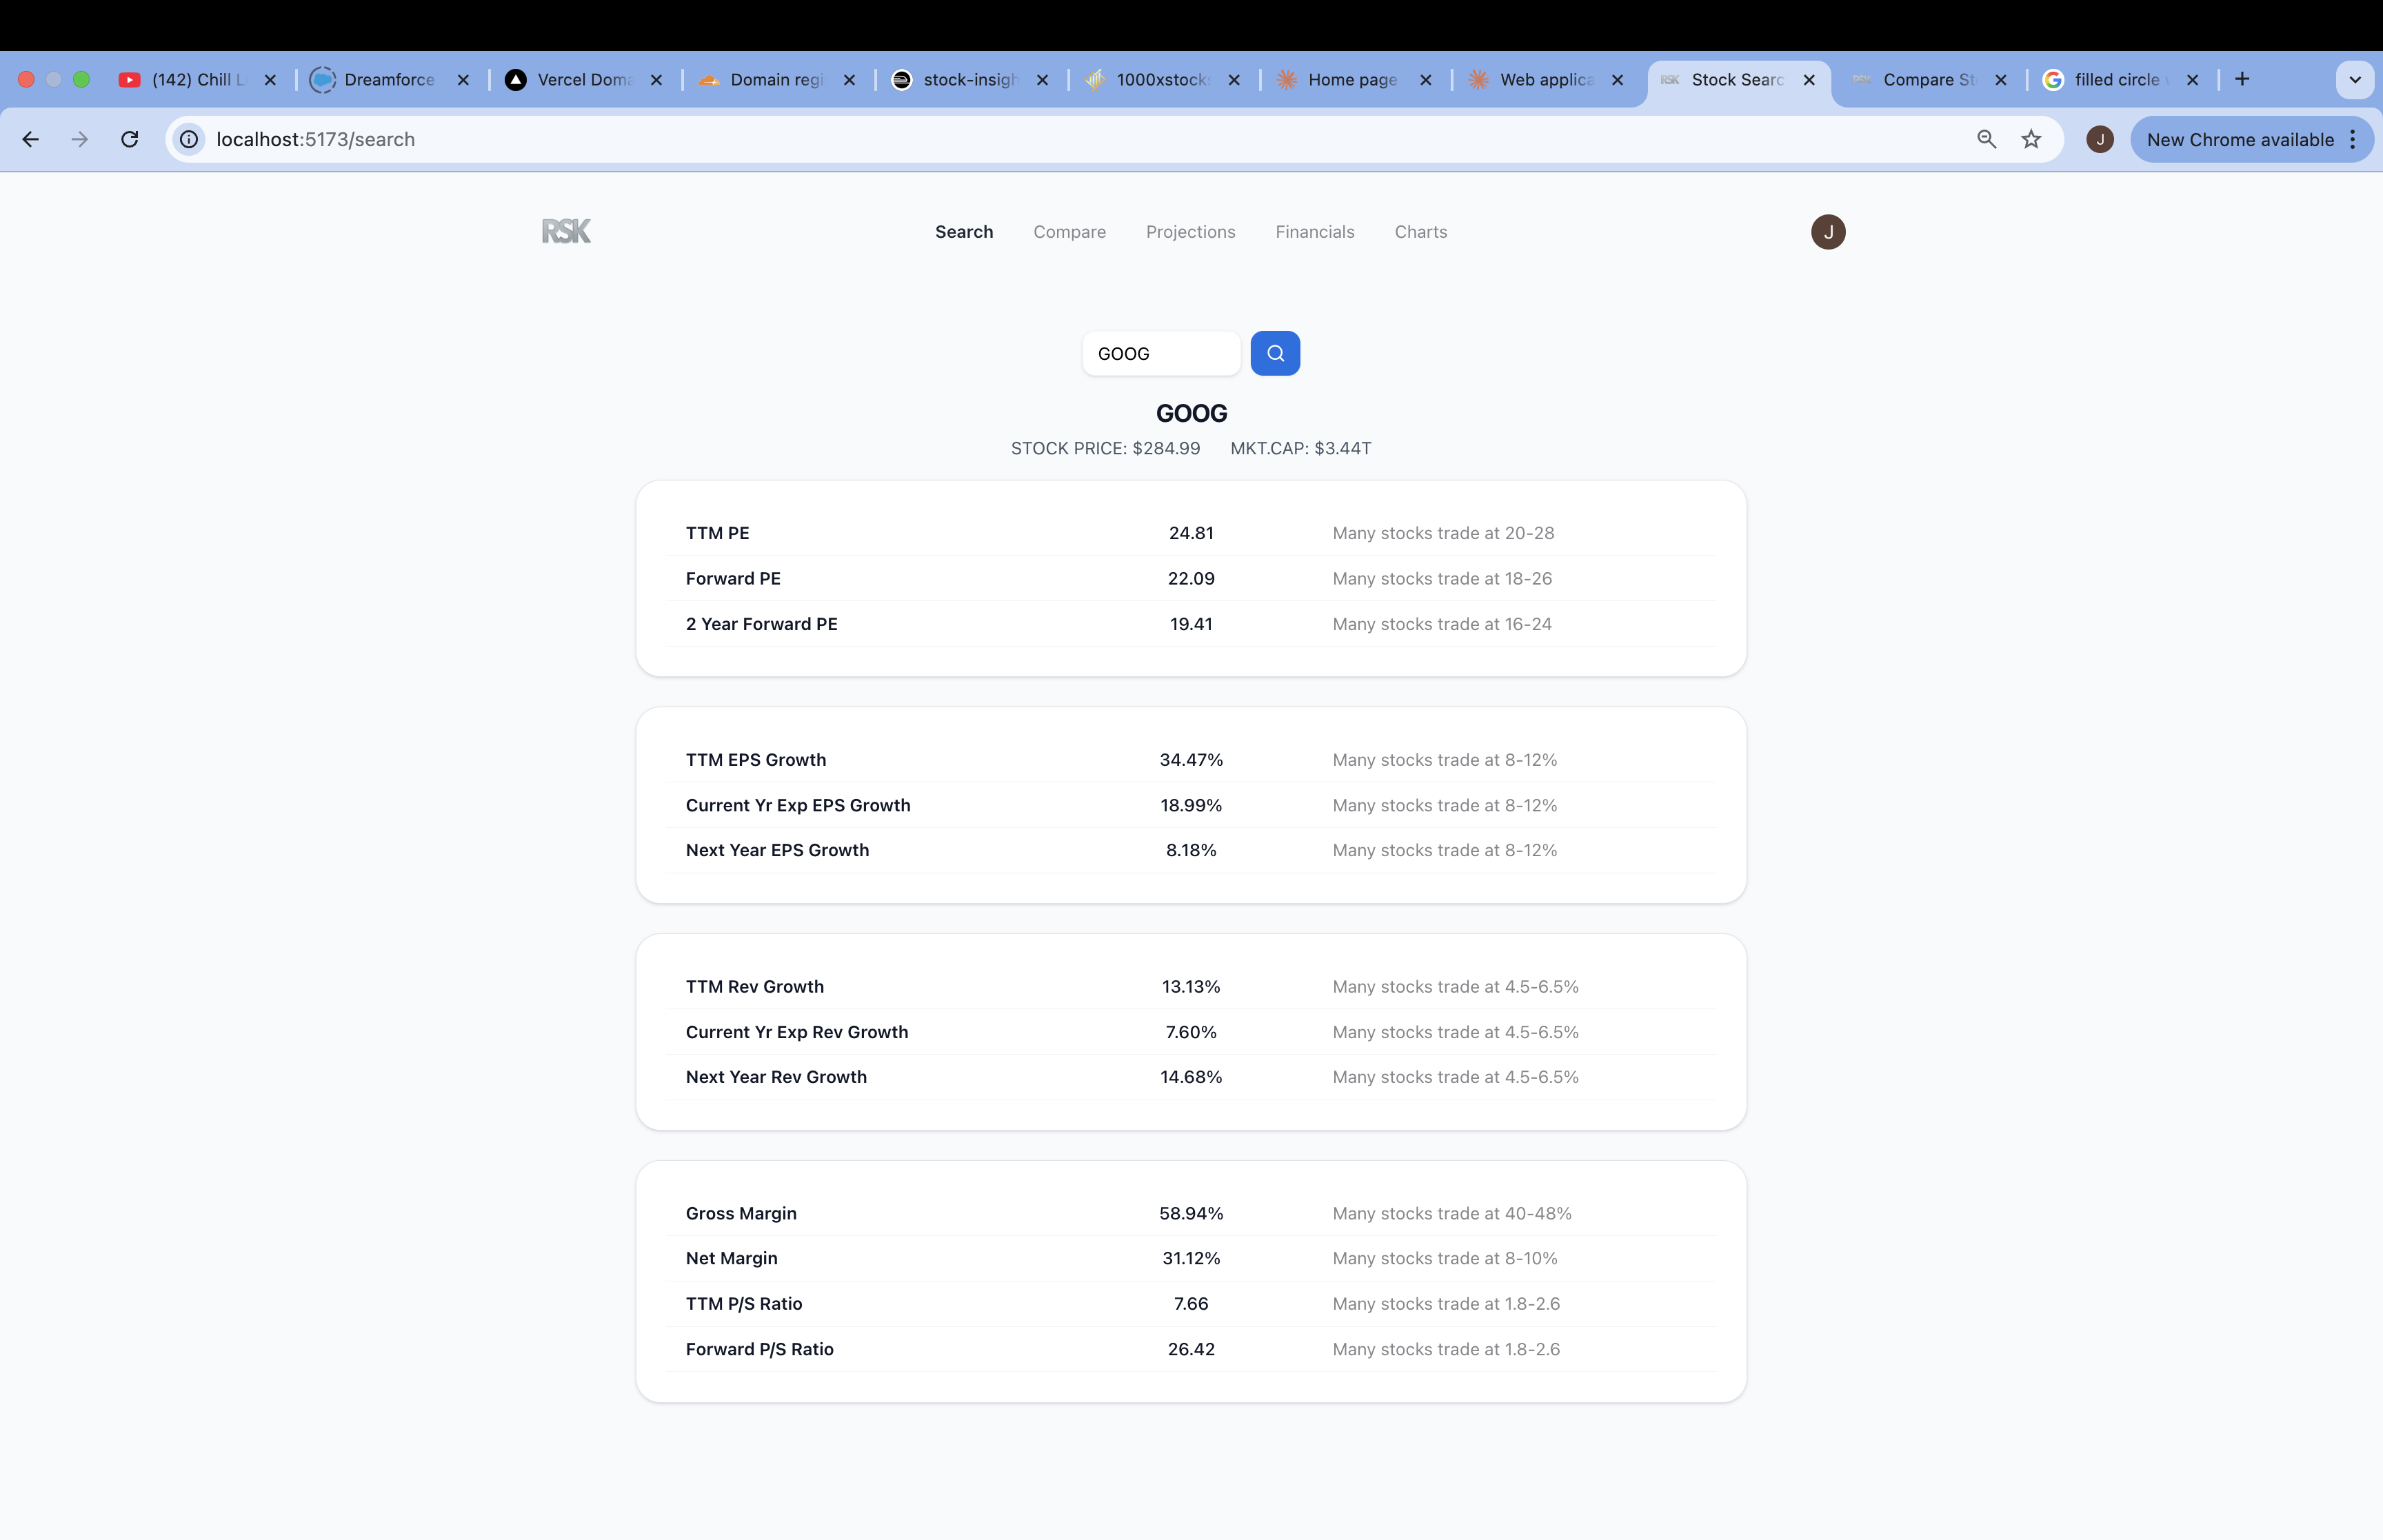 (142) Chill L
Dreamforce
Vercel Doma
Domain regi
stock-insigh
1000xstocks
Home page
Web applica
Stock Searc
Compare St
filled circle
localhost:5173/search
J
New Chrome available
RSK
Search
Compare
Projections
Financials
Charts
J
GOOG
GOOG
STOCK PRICE: $284.99 MKT.CAP: $3.44T
TTM PE 24.81 Many stocks trade at 20-28
Forward PE 22.09 Many stocks trade at 18-26
2 Year Forward PE 19.41 Many stocks trade at 16-24
TTM EPS Growth 34.47% Many stocks trade at 8-12%
Current Yr Exp EPS Growth 18.99% Many stocks trade at 8-12%
Next Year EPS Growth 8.18% Many stocks trade at 8-12%
TTM Rev Growth 13.13% Many stocks trade at 4.5-6.5%
Current Yr Exp Rev Growth 7.60% Many stocks trade at 4.5-6.5%
Next Year Rev Growth 14.68% Many stocks trade at 4.5-6.5%
Gross Margin 58.94% Many stocks trade at 40-48%
Net Margin 31.12% Many stocks trade at 8-10%
TTM P/S Ratio 7.66 Many stocks trade at 1.8-2.6
Forward P/S Ratio 26.42 Many stocks trade at 1.8-2.6